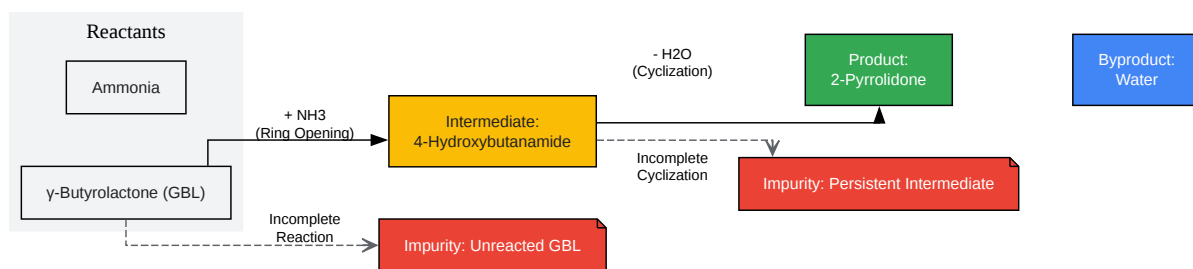 Reactants
Ammonia
γ-Butyrolactone (GBL)
+ NH3
(Ring Opening)
Intermediate:
4-Hydroxybutanamide
- H2O
(Cyclization)
Product:
2-Pyrrolidone
Byproduct:
Water
Incomplete
Cyclization
Impurity: Persistent Intermediate
Incomplete
Reaction
Impurity: Unreacted GBL